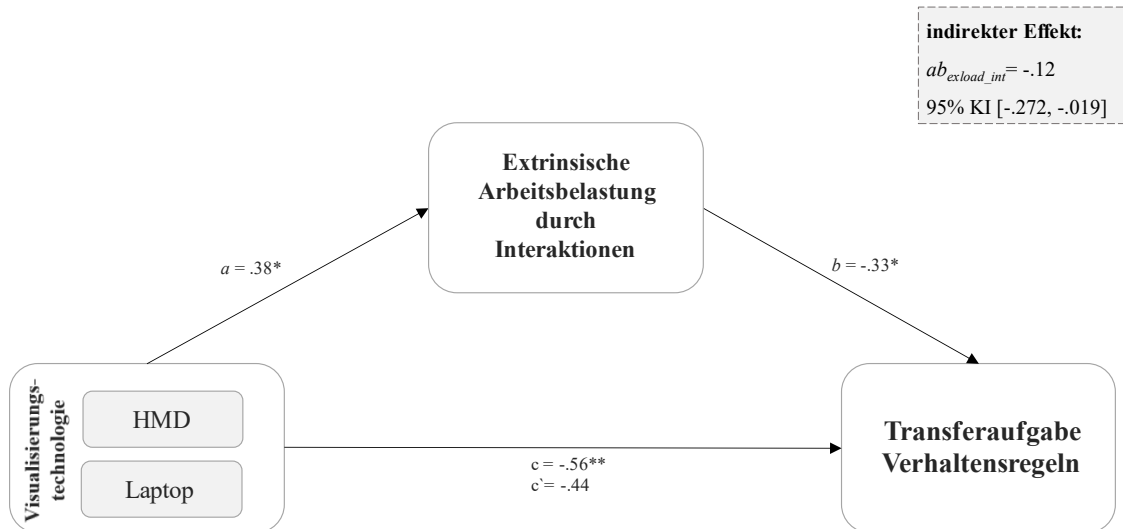 indirekter Effekt:
ab_exload_int= -.12
95% KI [-.272, -.019]
Extrinsische
Arbeitsbelastung
durch
Interaktionen
a = .38*
b = -.33*
Visualisierungs-
technologie
HMD
Laptop
c = -.56**
c`= -.44
Transferaufgabe
Verhaltensregeln